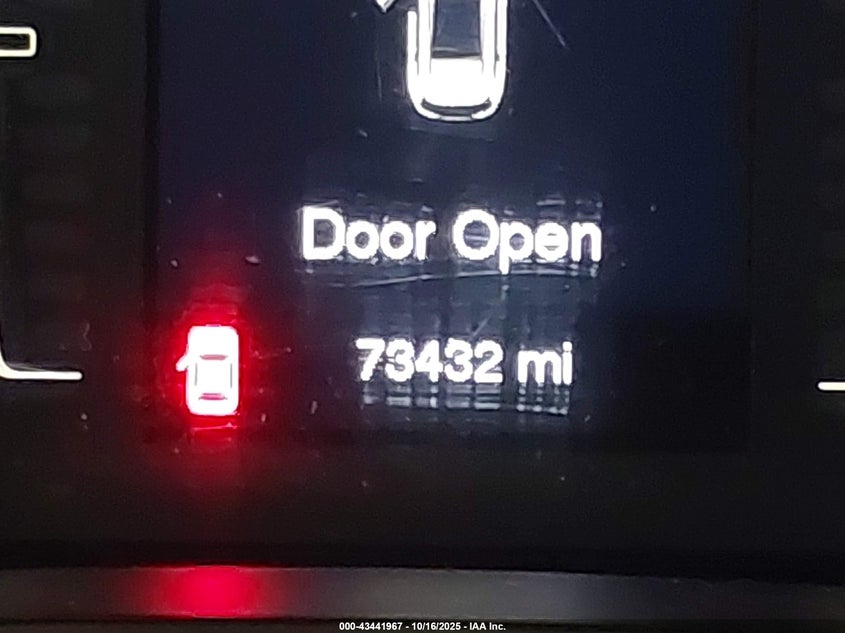 Door Open
73432 mi
000-43441967 - 10/16/2025 - IAA Inc.